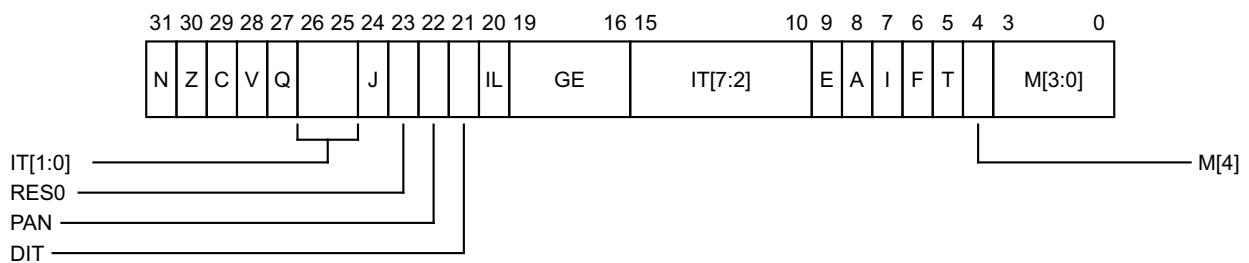 31 30 29 28 27 26 25 24 23 22 21 20 19 16 15 10 9 8 7 6 5 4 3 0
N Z C V Q J IL GE IT[7:2] E A I F T M[3:0]
IT[1:0] M[4]
RES0
PAN
DIT